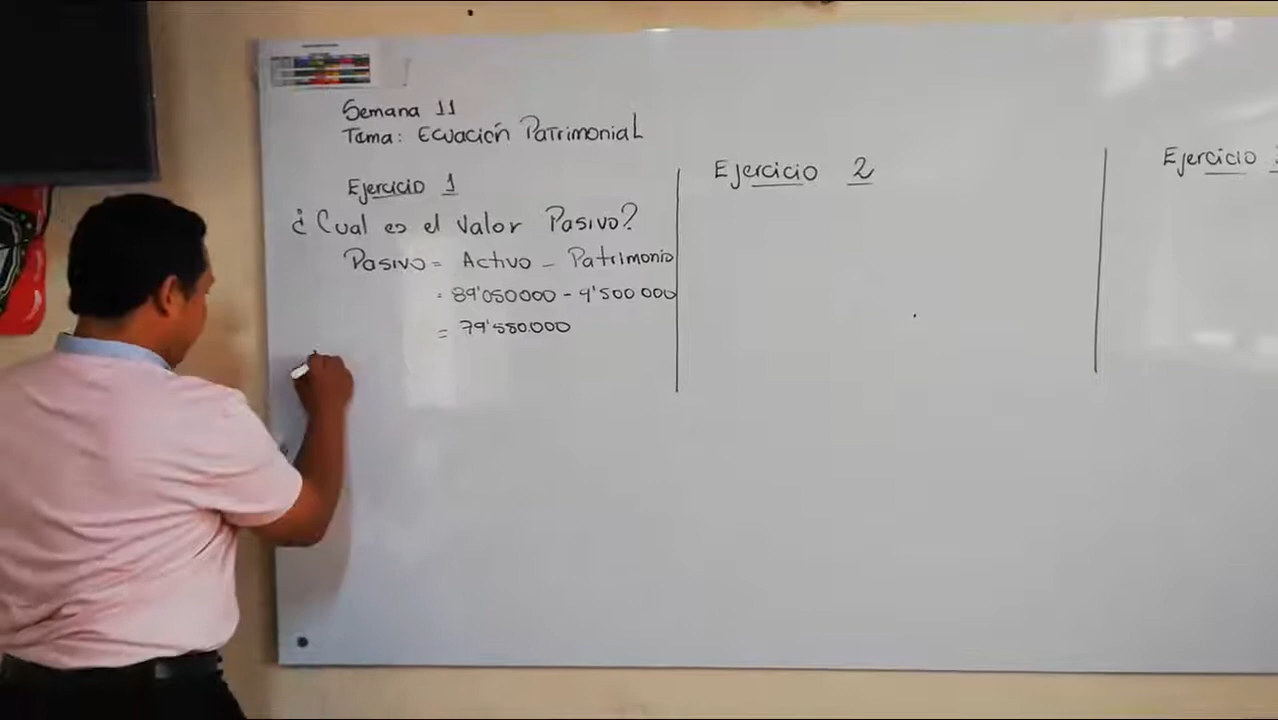 Semana 11
Tema: Ecuación Patrimonial
Ejercicio 1
¿Cual es el valor Pasivo?
Pasivo = Activo - Patrimonio
= 89'050000 - 9'500 000
= 79'550.000
Ejercicio 2
Ejercicio